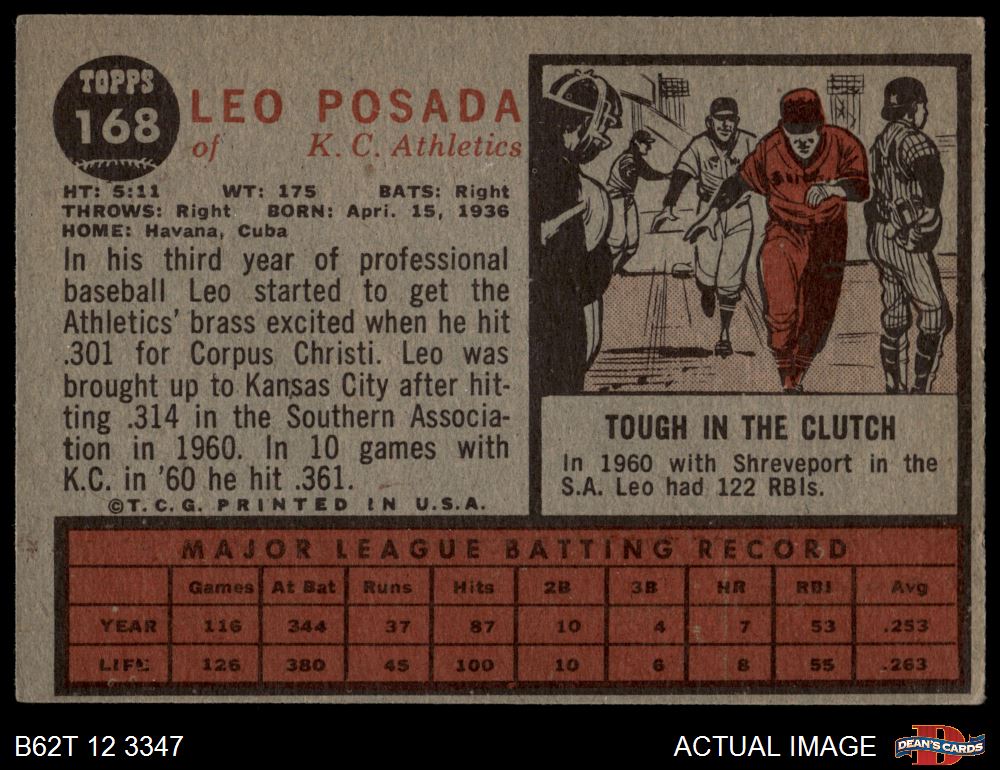 TOPPS
168
LEO POSADA
of K. C. Athletics
HT: 5:11 WT: 175 BATS: Right
THROWS: Right BORN: Apri. 15, 1936
HOME: Havana, Cuba
In his third year of professional
baseball Leo started to get the
Athletics' brass excited when he hit
.301 for Corpus Christi. Leo was
brought up to Kansas City after hit-
ting .314 in the Southern Associa-
tion in 1960. In 10 games with
K.C. in '60 he hit .361.
©T.C.G. PRINTED IN U.S.A.
TOUGH IN THE CLUTCH
In 1960 with Shreveport in the
S.A. Leo had 122 RBIs.
MAJOR LEAGUE BATTING RECORD
Games At Bat Runs Hits 2B 3B HR RBI Avg
YEAR 116 344 37 87 10 4 7 53 .253
LIFE 126 380 45 100 10 6 8 55 .263
B62T 12 3347
ACTUAL IMAGE
DEAN'S CARDS